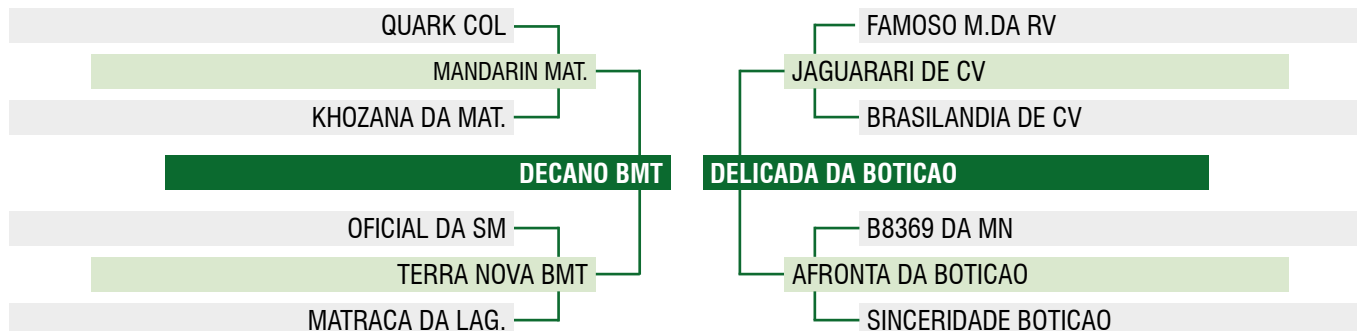 QUARK COL
FAMOSO M.DA RV
MANDARIN MAT.
JAGUARARI DE CV
KHOZANA DA MAT.
BRASILANDIA DE CV
DECANO BMT
DELICADA DA BOTICAO
OFICIAL DA SM
B8369 DA MN
TERRA NOVA BMT
AFRONTA DA BOTICAO
MATRACA DA LAG.
SINCERIDADE BOTICAO